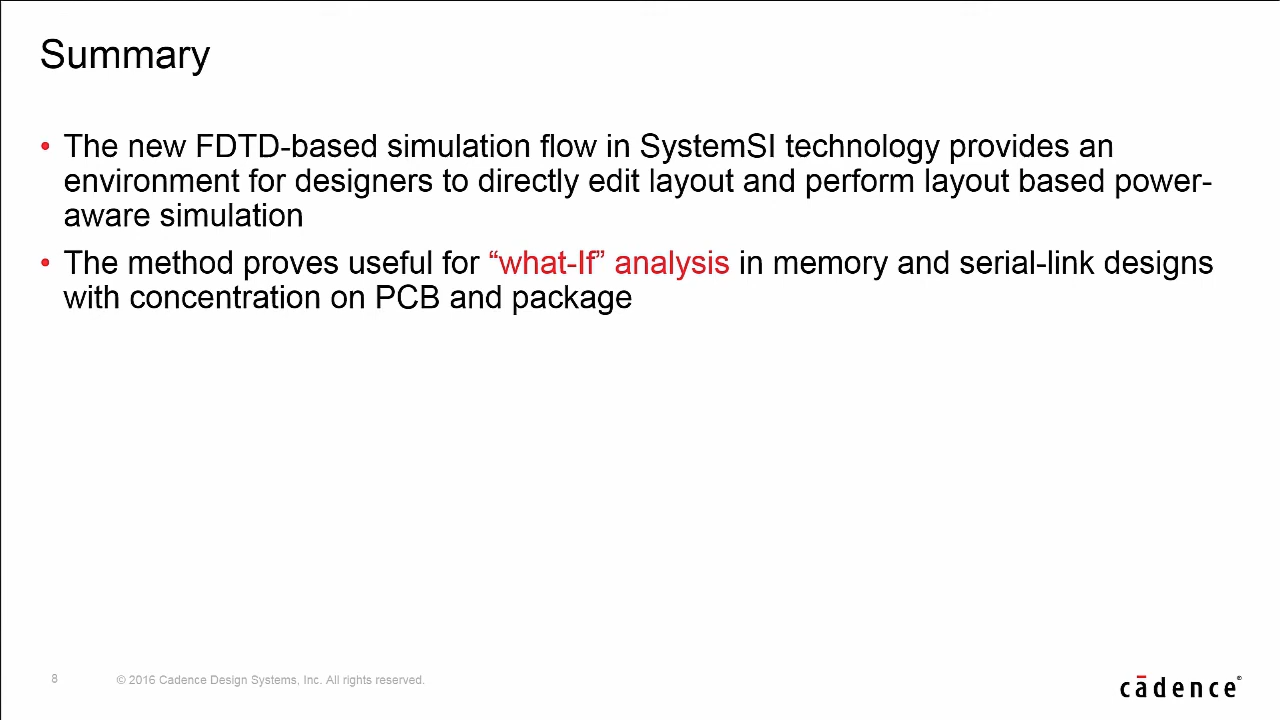 Summary
• The new FDTD-based simulation flow in SystemSI technology provides an
environment for designers to directly edit layout and perform layout based power-
aware simulation
• The method proves useful for “what-If” analysis in memory and serial-link designs
with concentration on PCB and package
8 © 2016 Cadence Design Systems, Inc. All rights reserved.
cādence®